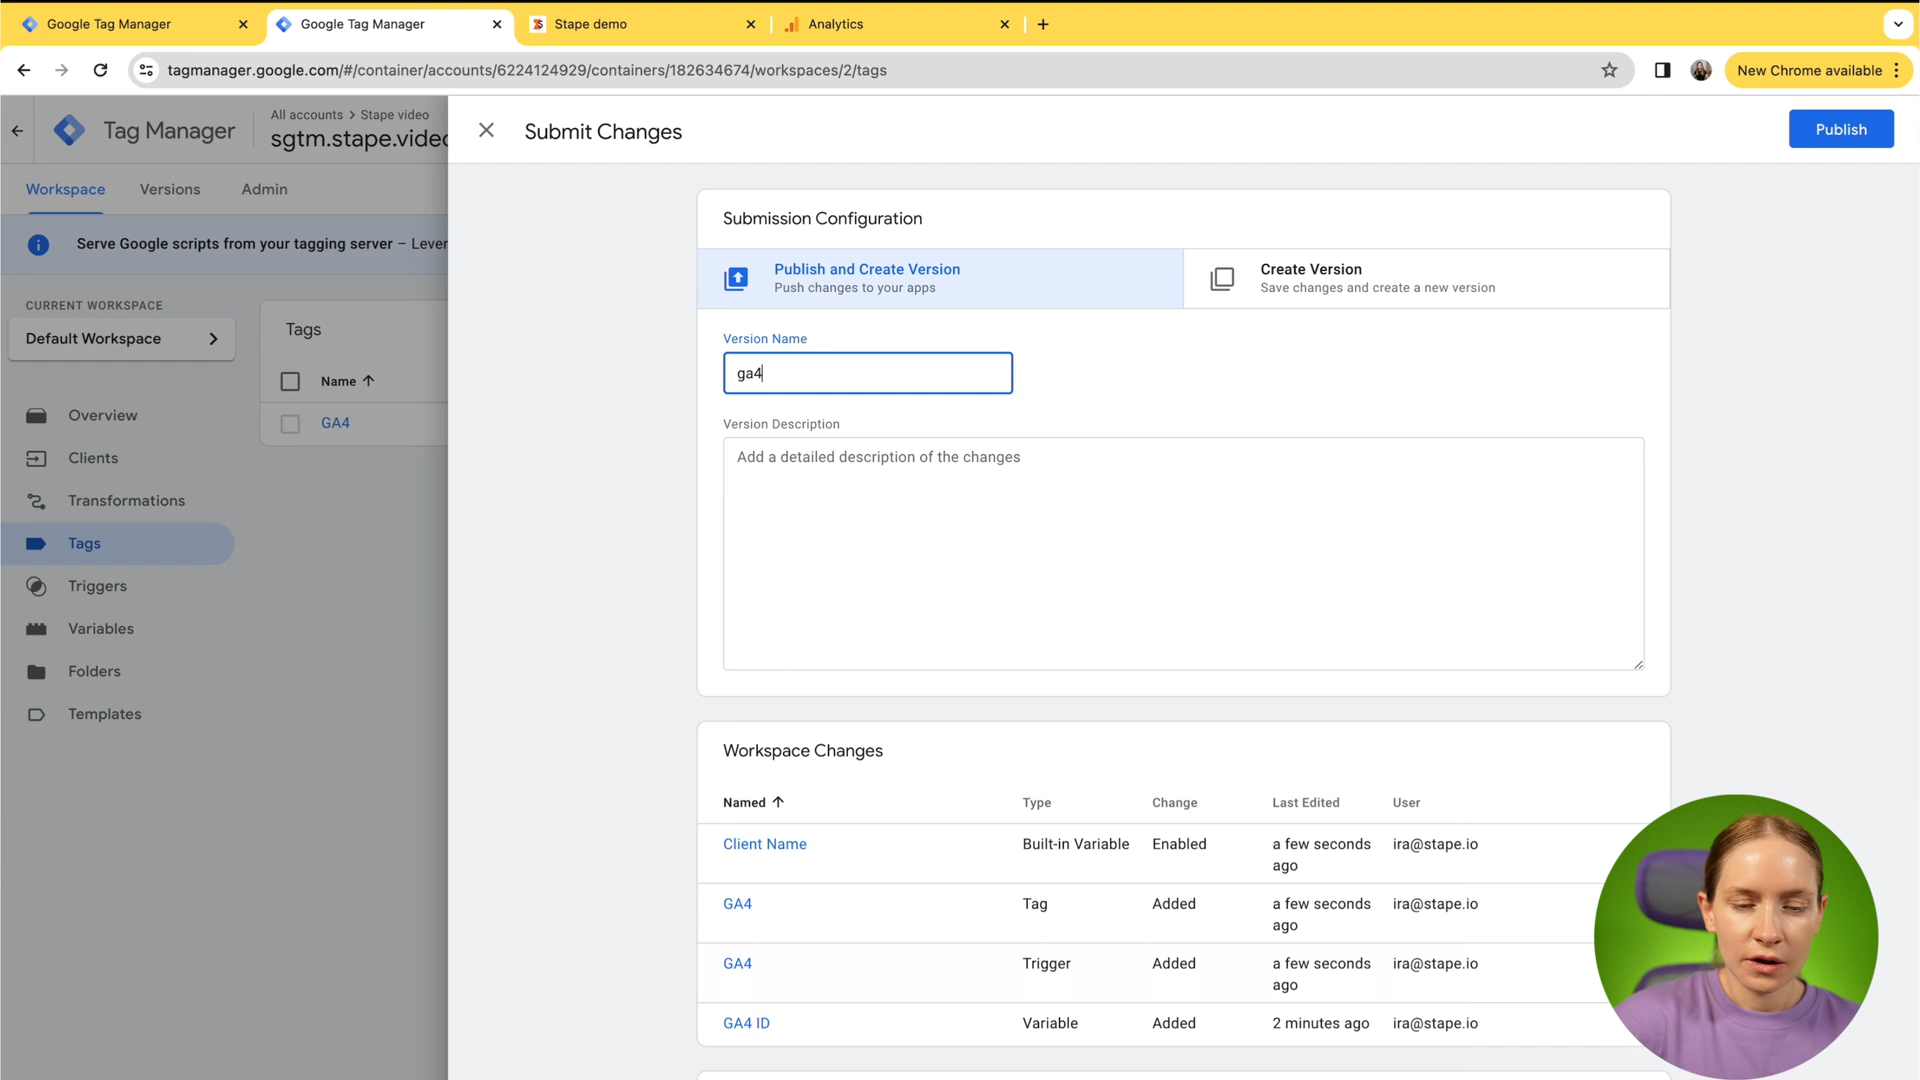 Google Tag Manager
Google Tag Manager
Stape demo
Analytics
tagmanager.google.com/#/container/accounts/6224124929/containers/182634674/workspaces/2/tags
New Chrome available
Tag Manager
All accounts > Stape video
sgtm.stape.video
Submit Changes
Publish
Workspace
Versions
Admin
Serve Google scripts from your tagging server – Lever
CURRENT WORKSPACE
Default Workspace
Overview
Clients
Transformations
Tags
Triggers
Variables
Folders
Templates
Tags
Name
GA4
Submission Configuration
Publish and Create Version
Push changes to your apps
Create Version
Save changes and create a new version
Version Name
ga4
Version Description
Add a detailed description of the changes
Workspace Changes
Named Type Change Last Edited User
Client Name Built-in Variable Enabled a few seconds ira@stape.io
ago
GA4 Tag Added a few seconds ira@stape.io
ago
GA4 Trigger Added a few seconds ira@stape.io
ago
GA4 ID Variable Added 2 minutes ago ira@stape.io